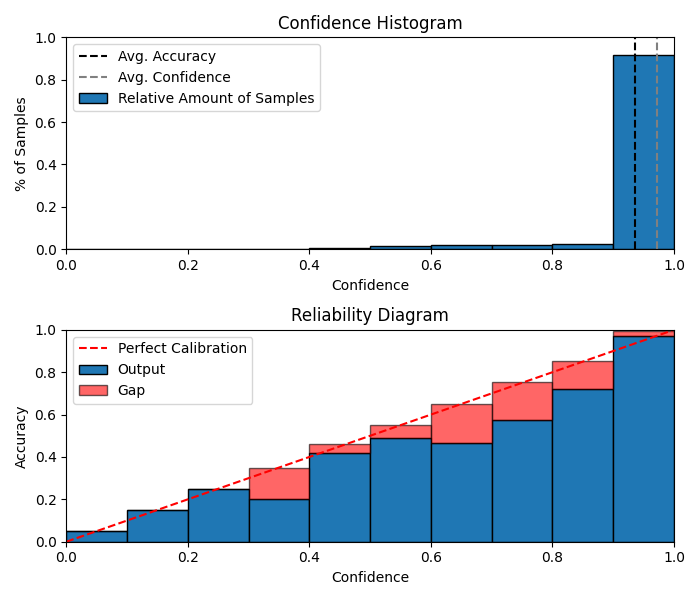 Confidence Histogram
1.0
0.8
0.6
0.4
0.2
0.0
% of Samples
Avg. Accuracy
Avg. Confidence
Relative Amount of Samples
0.0 0.2 0.4 0.6 0.8 1.0
Confidence
Reliability Diagram
1.0
0.8
0.6
0.4
0.2
0.0
Accuracy
Perfect Calibration
Output
Gap
0.0 0.2 0.4 0.6 0.8 1.0
Confidence